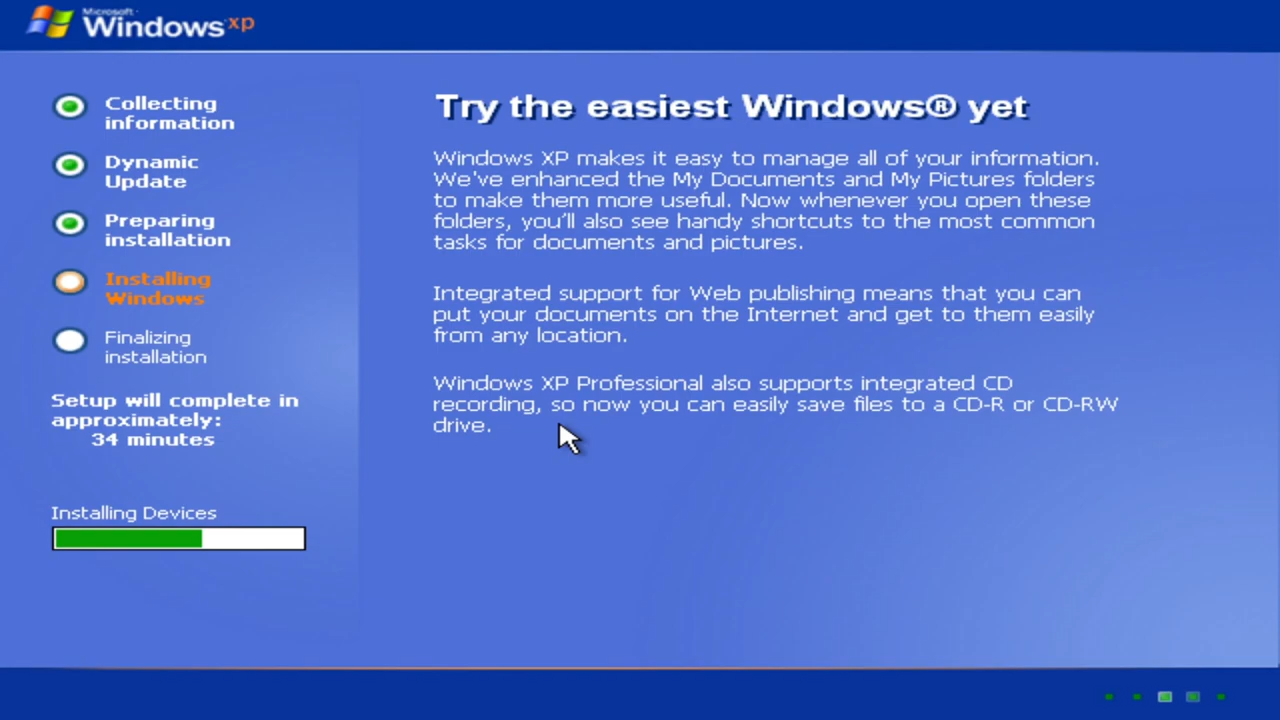 Microsoft
Windows xp
Collecting
information
Dynamic
Update
Preparing
installation
Installing
Windows
Finalizing
installation
Setup will complete in
approximately:
34 minutes
Installing Devices
Try the easiest Windows® yet
Windows XP makes it easy to manage all of your information.
We've enhanced the My Documents and My Pictures folders
to make them more useful. Now whenever you open these
folders, you'll also see handy shortcuts to the most common
tasks for documents and pictures.
Integrated support for Web publishing means that you can
put your documents on the Internet and get to them easily
from any location.
Windows XP Professional also supports integrated CD
recording, so now you can easily save files to a CD-R or CD-RW
drive.